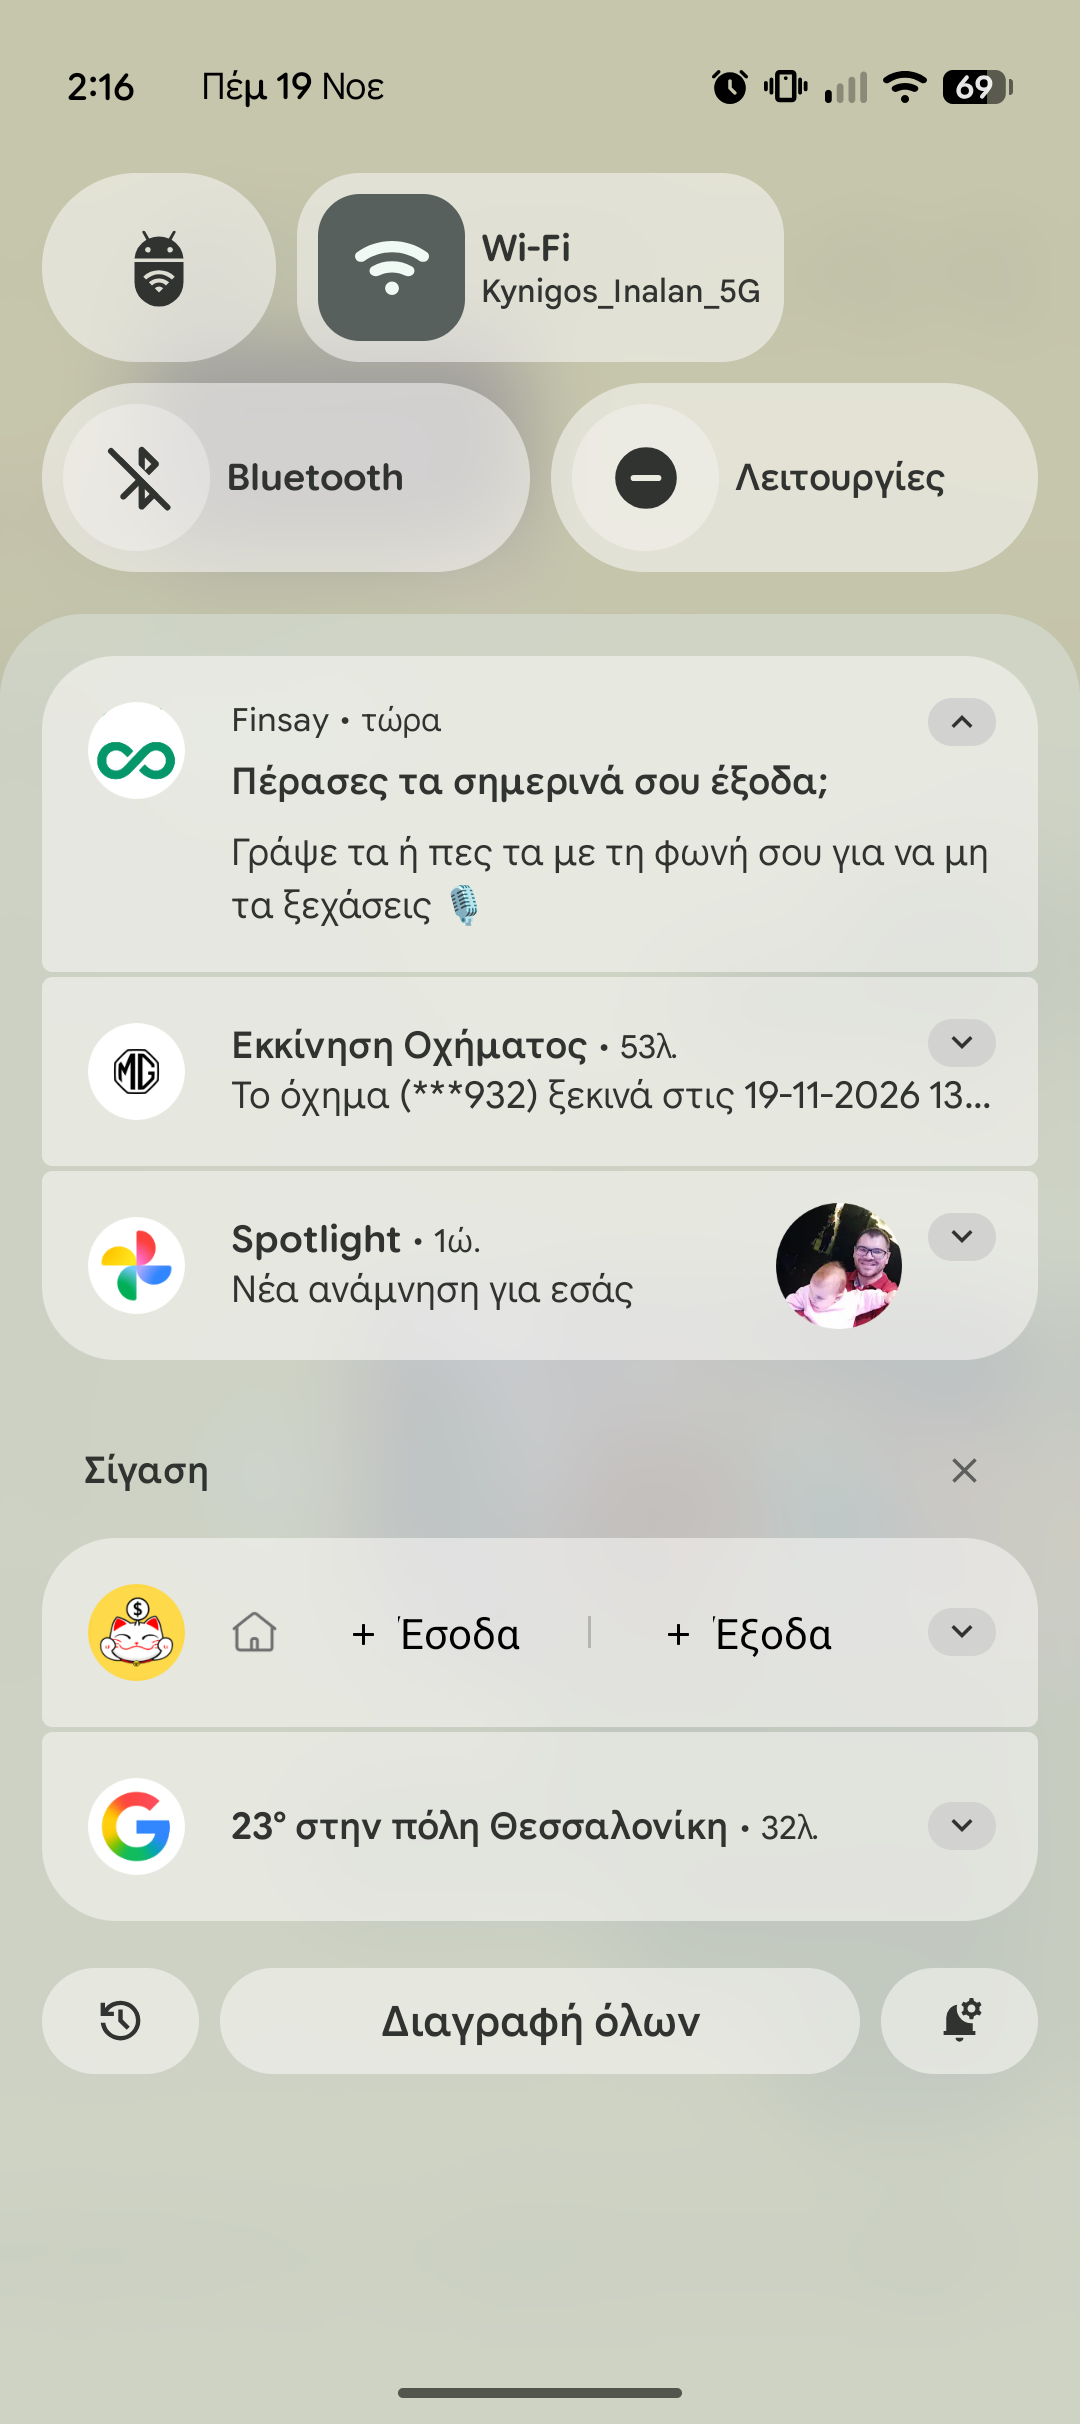 2:16 Πέμ 19 Νοε 69
Wi-Fi
Kynigos_Inalan_5G
Bluetooth
Λειτουργίες
Finsay • τώρα
Πέρασες τα σημερινά σου έξοδα;
Γράψε τα ή πες τα με τη φωνή σου για να μη
τα ξεχάσεις 🎙️
MG
Εκκίνηση Οχήματος • 53λ.
Το όχημα (***932) ξεκινά στις 19-11-2026 13...
Spotlight • 1ώ.
Νέα ανάμνηση για εσάς
Σίγαση
$
+ Έσοδα | + Έξοδα
23° στην πόλη Θεσσαλονίκη • 32λ.
Διαγραφή όλων